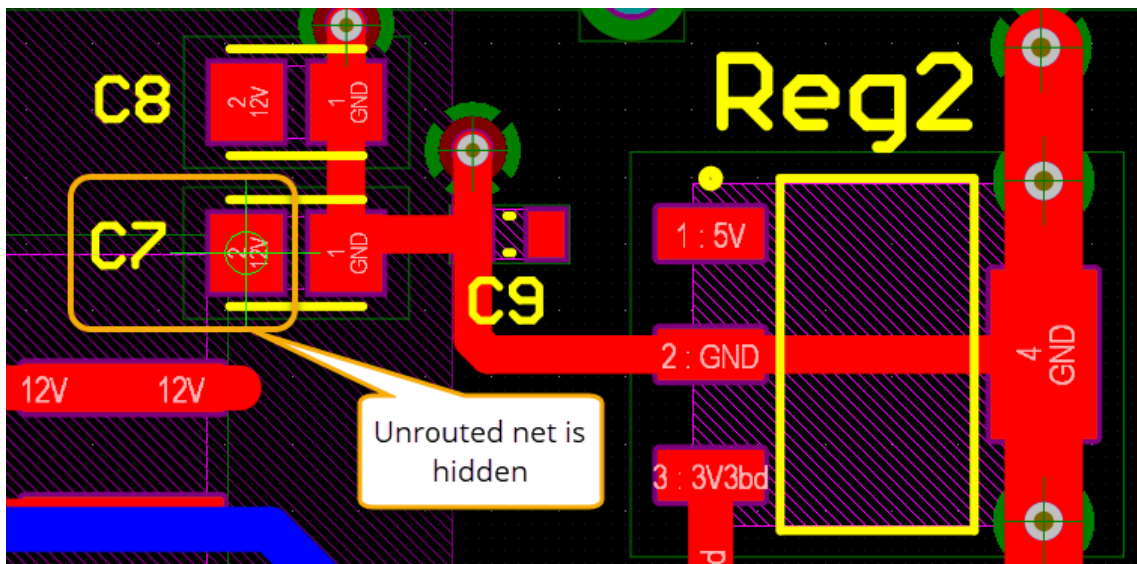 C8
2
12V
1
GND
Reg2
C7
2
12V
1
GND
1 : 5V
C9
2 : GND
4
GND
12V
12V
Unrouted net is
hidden
3 : 3V3bd